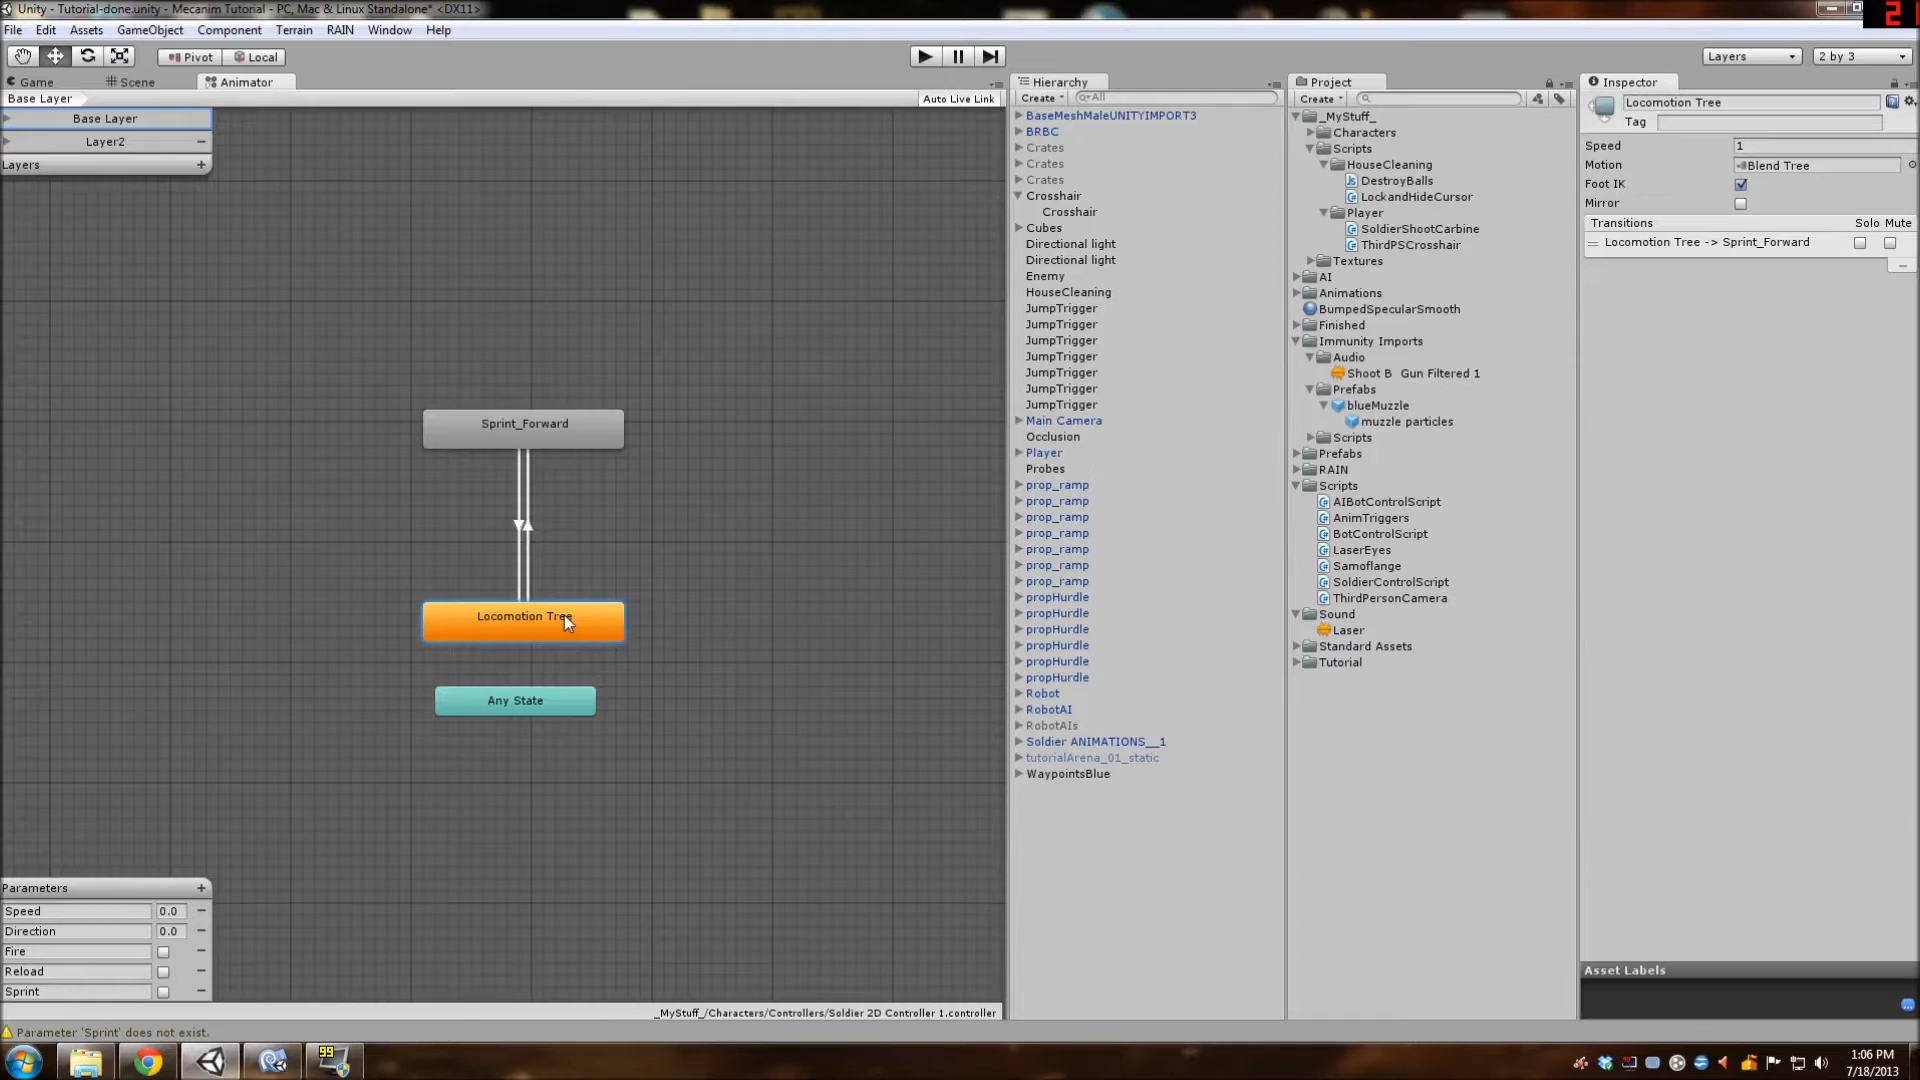 Unity - Tutorial-done.unity - Mecanim Tutorial - PC, Mac & Linux Standalone* <DX11>
File Edit Assets GameObject Component Terrain RAIN Window Help
Pivot Local Layers 2 by 3
Game Scene Animator
Base Layer Auto Live Link
Base Layer
Layer2
Layers
Sprint_Forward
Locomotion Tree
Any State
Parameters
Speed 0.0
Direction 0.0
Fire
Reload
Sprint
_MyStuff_/Characters/Controllers/Soldier 2D Controller 1.controller
Parameter 'Sprint' does not exist.
Hierarchy
Create All
BaseMeshMaleUNITYIMPORT3
BRBC
Crates
Crates
Crates
Crosshair
Crosshair
Cubes
Directional light
Directional light
Enemy
HouseCleaning
JumpTrigger
JumpTrigger
JumpTrigger
JumpTrigger
JumpTrigger
JumpTrigger
JumpTrigger
Main Camera
Occlusion
Player
Probes
prop_ramp
prop_ramp
prop_ramp
prop_ramp
prop_ramp
prop_ramp
prop_ramp
propHurdle
propHurdle
propHurdle
propHurdle
propHurdle
propHurdle
Robot
RobotAI
RobotAIs
Soldier ANIMATIONS__1
tutorialArena_01_static
WaypointsBlue
Project
Create
_MyStuff_
Characters
Scripts
HouseCleaning
DestroyBalls
LockandHideCursor
Player
SoldierShootCarbine
ThirdPSCrosshair
Textures
AI
Animations
BumpedSpecularSmooth
Finished
Immunity Imports
Audio
Shoot B Gun Filtered 1
Prefabs
blueMuzzle
muzzle particles
Scripts
Prefabs
RAIN
Scripts
AIBotControlScript
AnimTriggers
BotControlScript
LaserEyes
Samoflange
SoldierControlScript
ThirdPersonCamera
Sound
Laser
Standard Assets
Tutorial
Inspector
Locomotion Tree
Tag
Speed 1
Motion Blend Tree
Foot IK
Mirror
Transitions Solo Mute
Locomotion Tree -> Sprint_Forward
Asset Labels
99
1:06 PM
7/18/2013